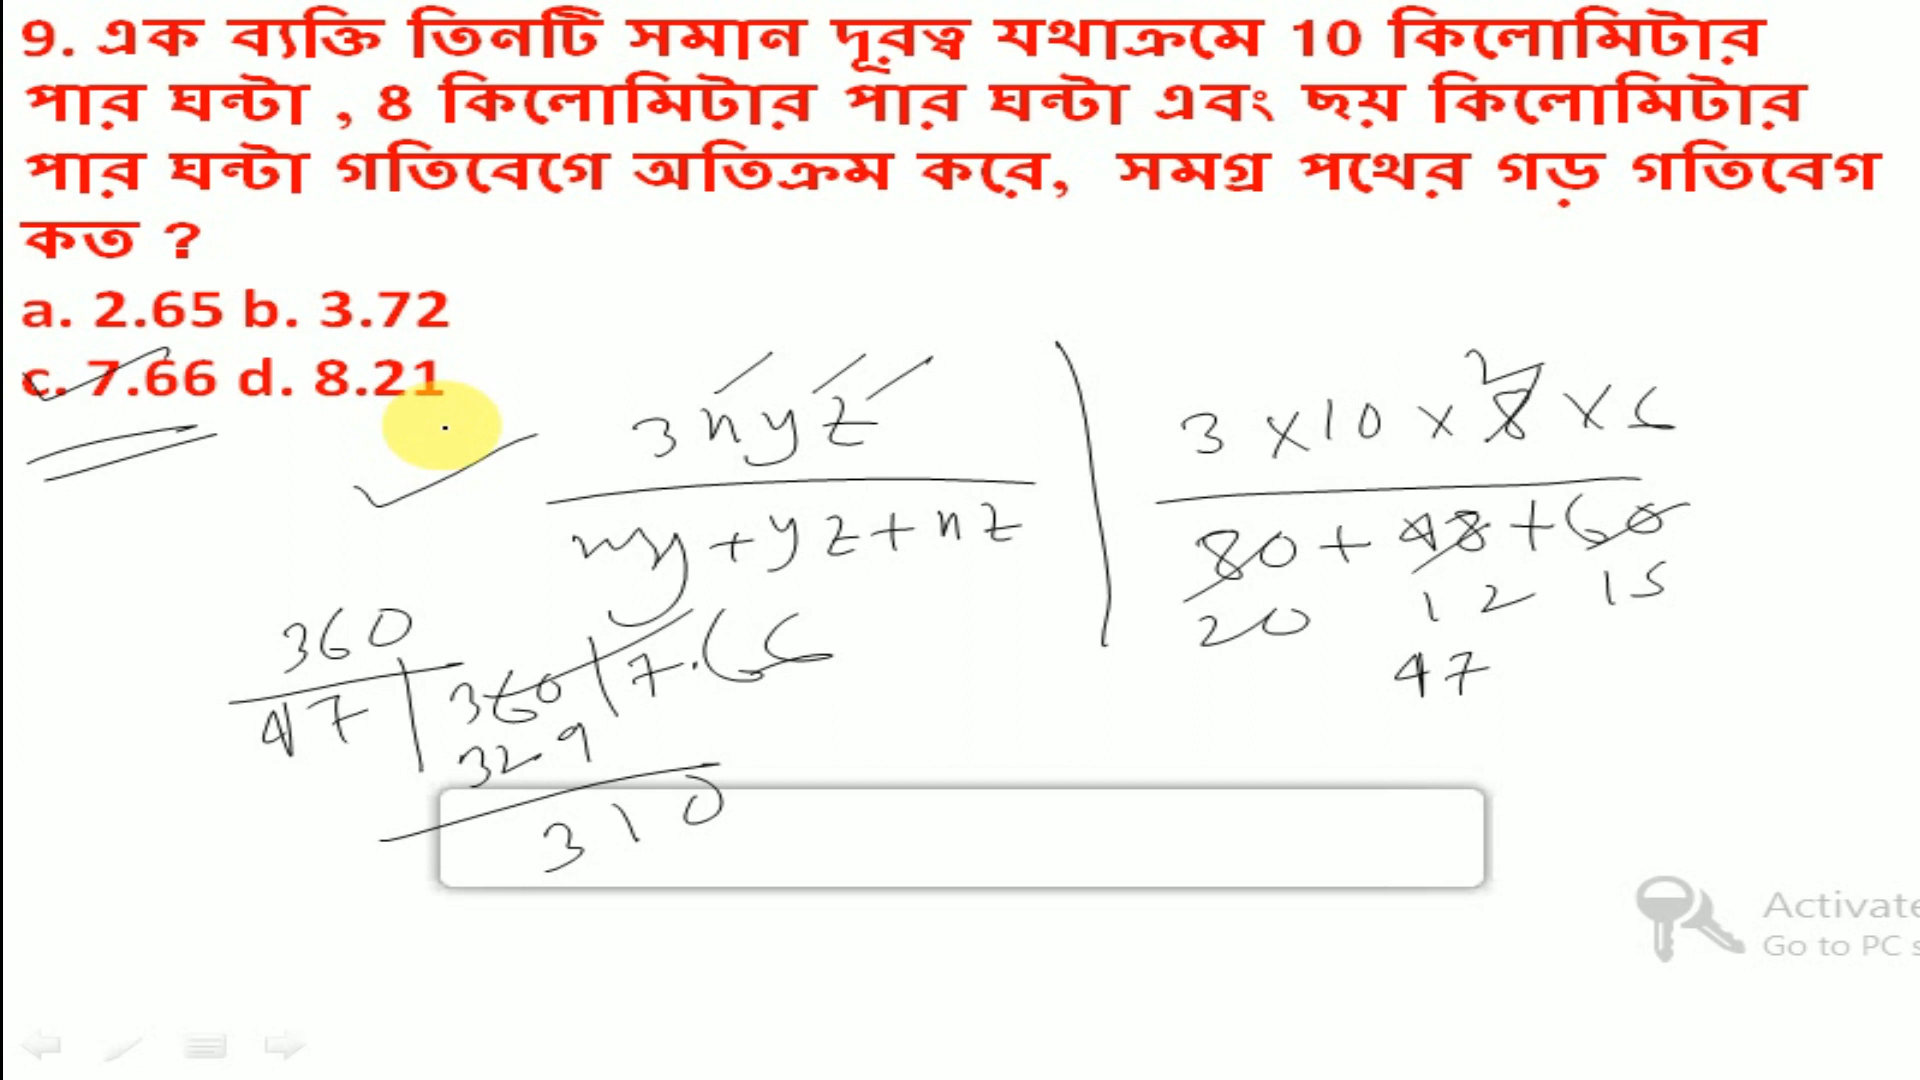 9. এক ব্যক্তি তিনটি সমান দূরত্ব যথাক্রমে 10 কিলোমিটার
পার ঘন্টা , 8 কিলোমিটার পার ঘন্টা এবং ছয় কিলোমিটার
পার ঘন্টা গতিবেগে অতিক্রম করে, সমগ্র পথের গড় গতিবেগ
কত ?
a. 2.65 b. 3.72
c. 7.66 d. 8.21
3xyz
xy+yz+xz
360
47
360 7.66
329
310
2
3×10×8×6
80+48+60
20 12 15
47
Activate
Go to PC s